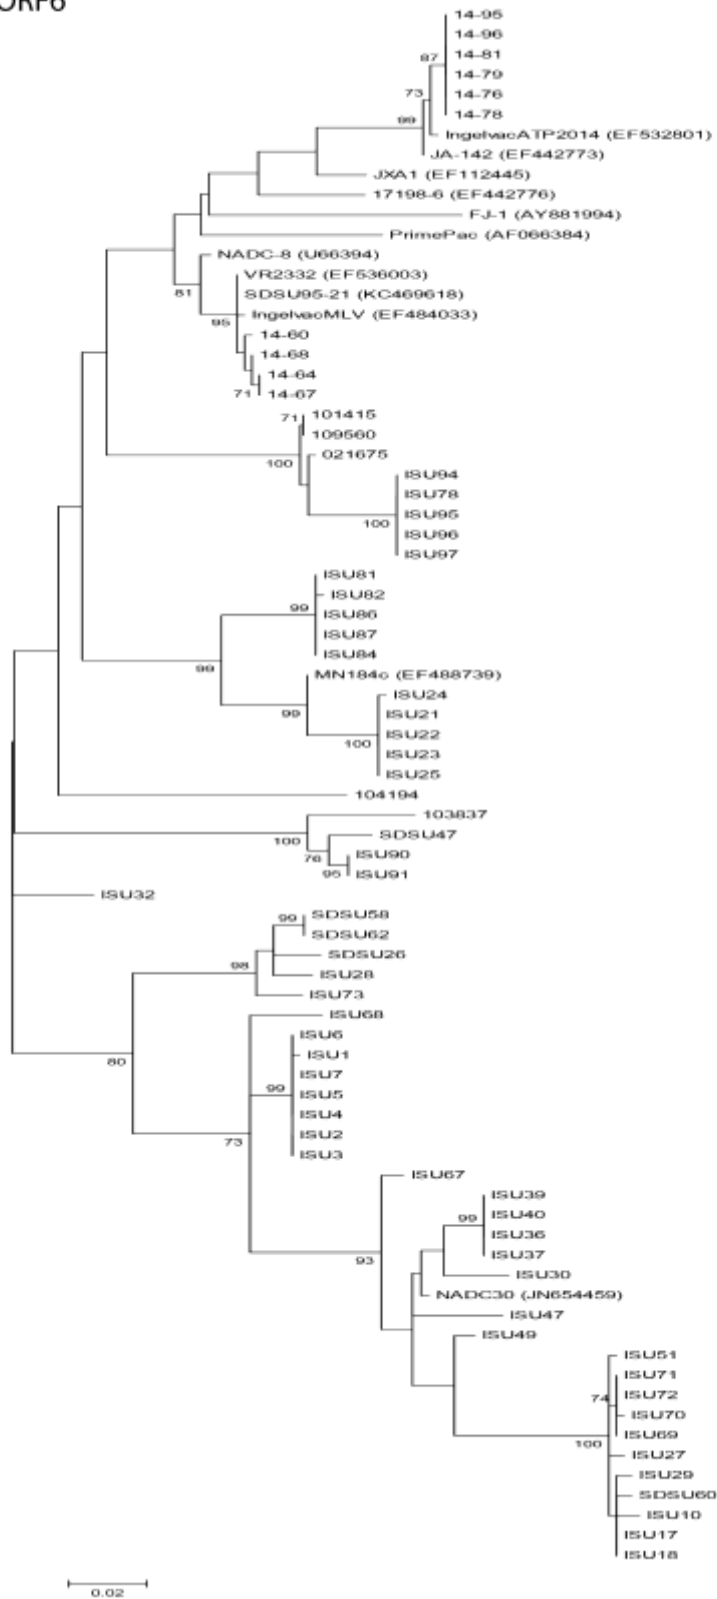 ORF6
14-95
14-96
14-81
87
14-79
14-76
73
14-78
99
IngelvacATP2014 (EF532801)
JA-142 (EF442773)
JXA1 (EF112445)
17198-6 (EF442776)
FJ-1 (AY881994)
PrimePac (AF066384)
NADC-8 (U66394)
VR2332 (EF536003)
81
SDSU95-21 (KC469618)
IngelvacMLV (EF484033)
95
14-60
14-68
14-64
71
14-67
71
101415
109560
021675
100
ISU94
ISU78
ISU95
100
ISU96
ISU97
ISU81
ISU82
99
ISU86
ISU87
ISU84
99
MN184c (EF488739)
ISU24
99
ISU21
ISU22
100
ISU23
ISU25
104194
103837
SDSU47
100
76
ISU90
95
ISU91
ISU32
99
SDSU58
SDSU62
SDSU26
98
ISU28
ISU73
ISU68
ISU6
ISU1
80
ISU7
99
ISU5
ISU4
ISU2
73
ISU3
ISU67
ISU39
99
ISU40
ISU36
ISU37
93
ISU30
NADC30 (JN654459)
ISU47
ISU49
ISU51
ISU71
74
ISU72
ISU70
ISU69
100
ISU27
ISU29
SDSU60
ISU10
ISU17
ISU18
0.02